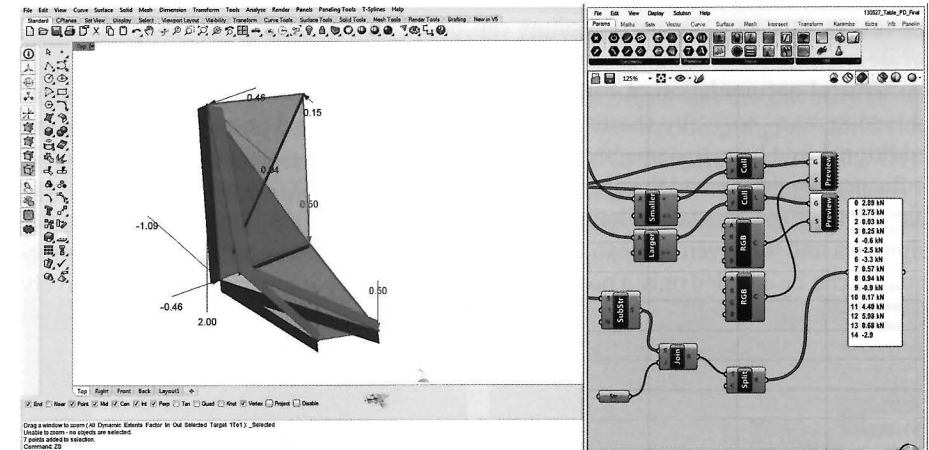 File Edit View Curve Surface Solid Mesh Dimension Transform Tools Analyze Render Panels Paneling Tools T-Splines Help
Standard CPlanes Set View Display Select Viewport Layout Visibility Transform Curve Tools Surface Tools Solid Tools Mesh Tools Render Tools Drafting New in V5
Top
0.46
0.15
0.50
-1.09
-0.46
2.00
0.50
Top Right Front Back Layout1
End Near Point Mid Cen Int Perp Tan Quad Knot Vertex Project Disable
Drag a window to zoom ( All Dynamic Extents Factor In Out Selected Target 1To1 ): _Selected
Unable to zoom - no objects are selected.
7 points added to selection.
Command: ZS
File Edit View Display Solution Help
130527_Table_PD_Final
Params Maths Sets Vector Curve Surface Mesh Intersect Transform Karamba Extra Wb Panelin
125%
Cull
Preview
Smaller
Cull
Preview
Larger
RGB
RGB
SubStr
Join
Str
Split
0 2.89 kN
1 2.75 kN
2 0.03 kN
3 0.25 kN
4 -0.6 kN
5 -2.5 kN
6 -3.3 kN
7 0.57 kN
8 0.94 kN
9 -0.9 kN
10 0.17 kN
11 4.49 kN
12 5.98 kN
13 0.68 kN
14 -2.9